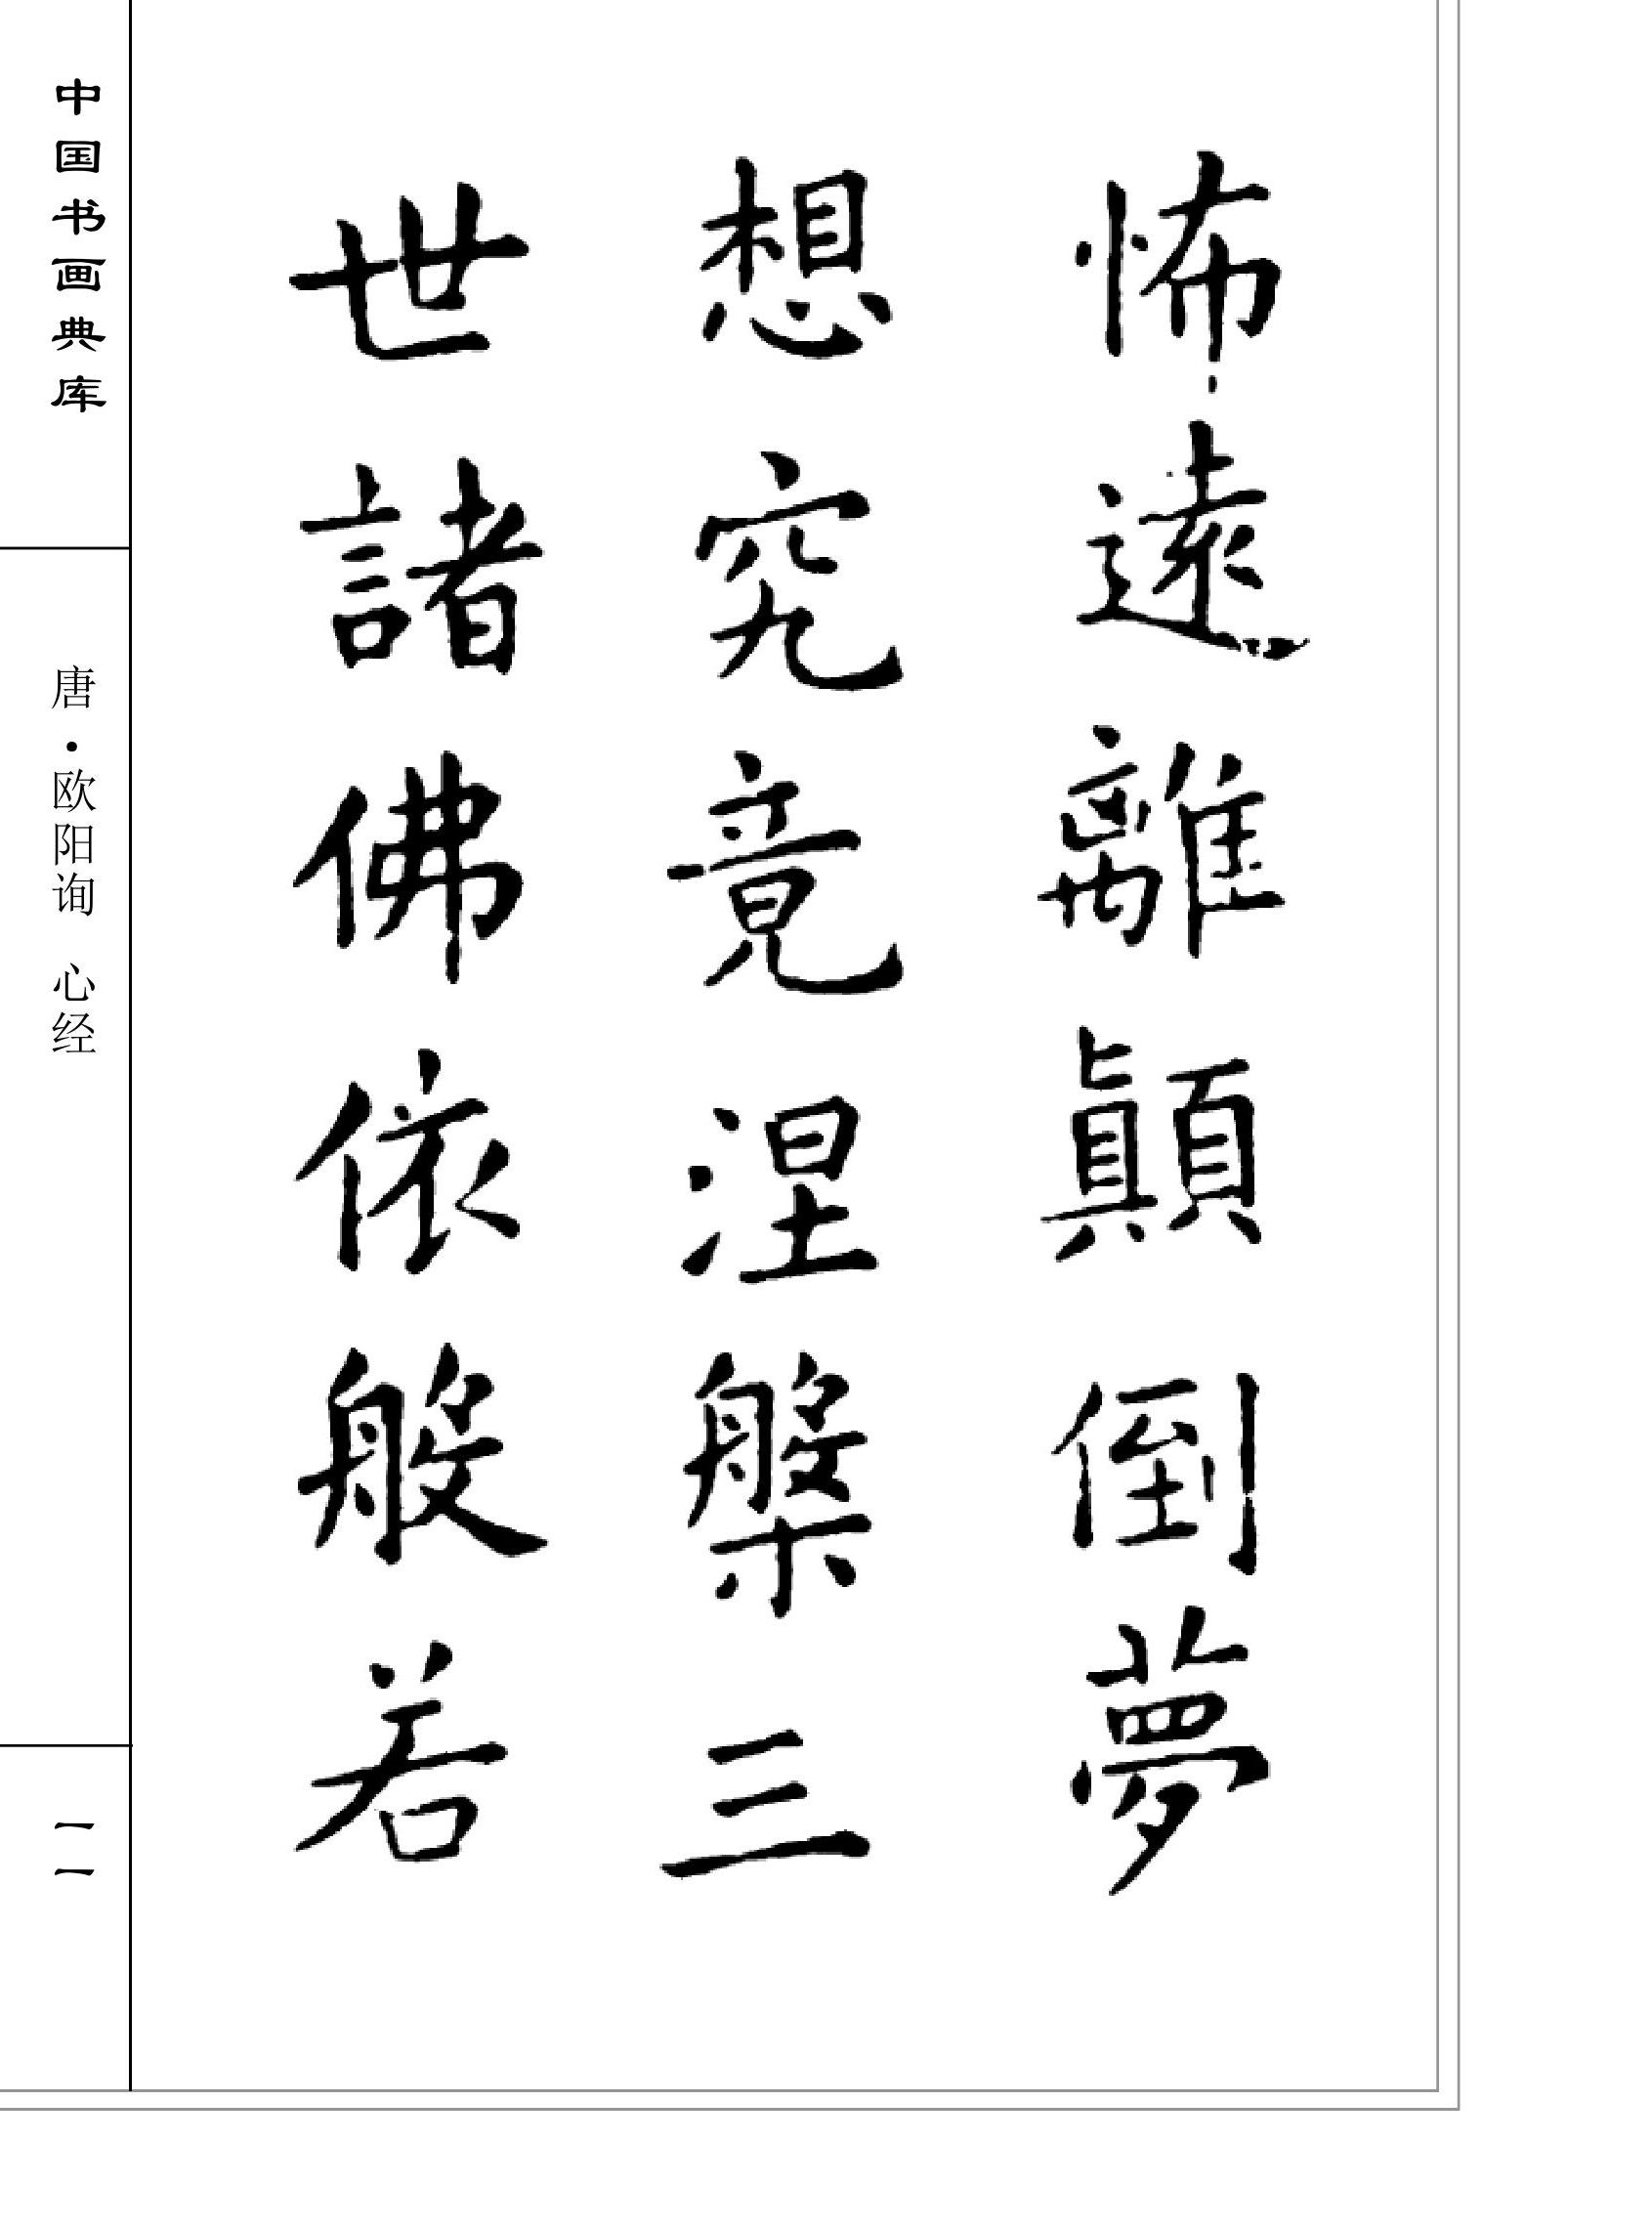 怖遠離顛倒夢
想究竟涅槃三
世諸佛依般若
中国书画典库
唐·欧阳询 心经
一一